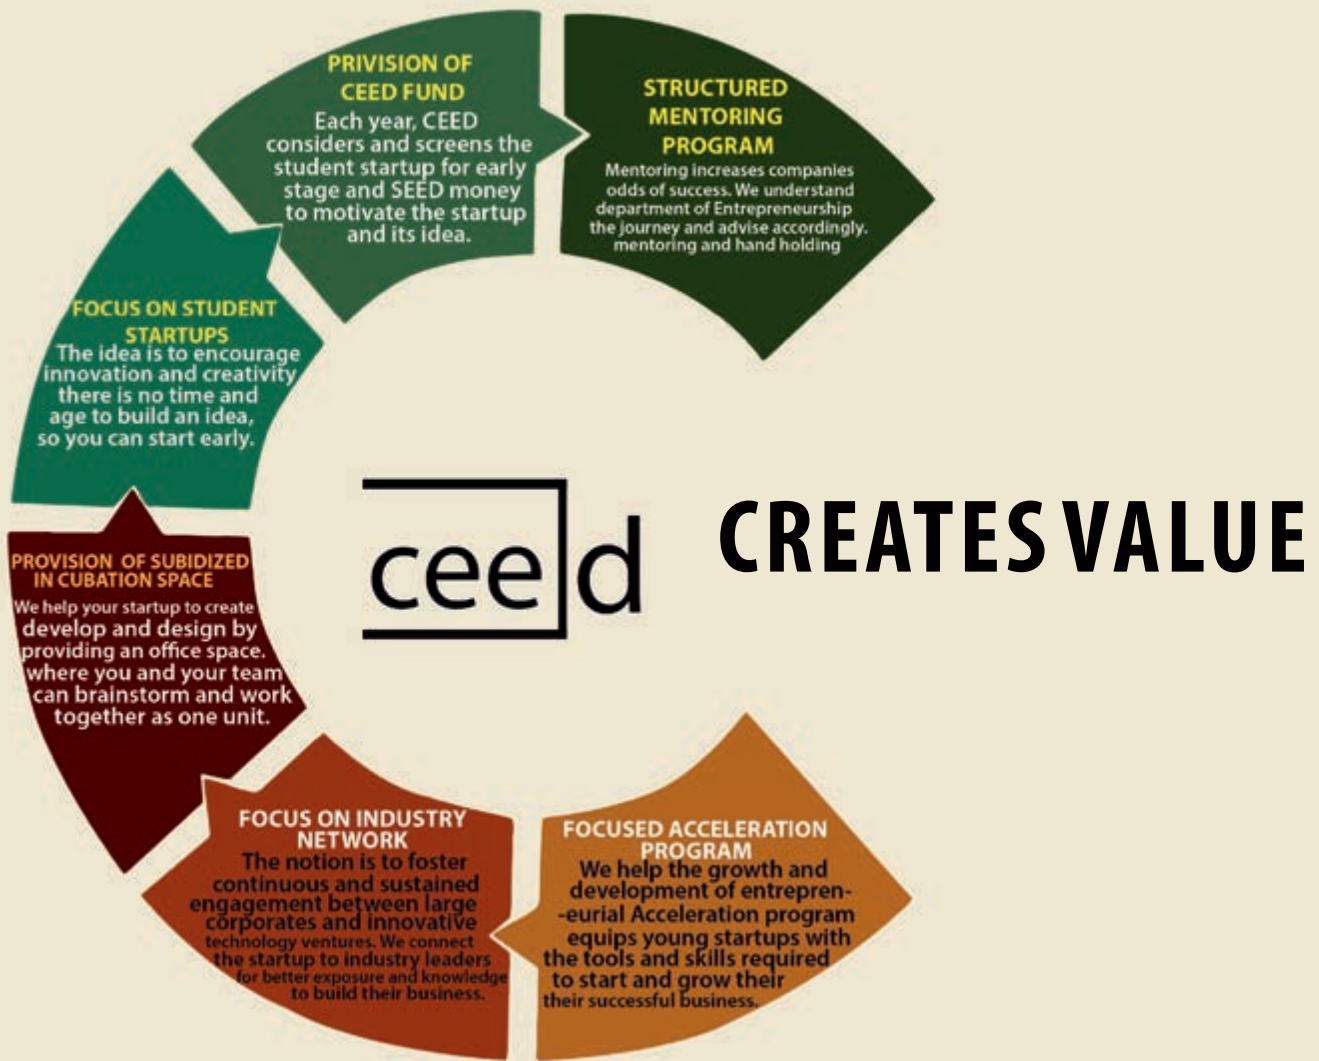 PRIVISION OF
CEED FUND
Each year, CEED
considers and screens the
student startup for early
stage and SEED money
to motivate the startup
and its idea.
STRUCTURED
MENTORING
PROGRAM
Mentoring increases companies
odds of success. We understand
department of Entrepreneurship
the journey and advise accordingly.
mentoring and hand holding
FOCUS ON STUDENT
STARTUPS
The idea is to encourage
innovation and creativity
there is no time and
age to build an idea,
so you can start early.
PROVISION OF SUBIDIZED
IN CUBATION SPACE
We help your startup to create
develop and design by
providing an office space.
where you and your team
can brainstorm and work
together as one unit.
ceed
CREATES VALUE
FOCUS ON INDUSTRY
NETWORK
The notion is to foster
continuous and sustained
engagement between large
corporates and innovative
technology ventures. We connect
the startup to industry leaders
for better exposure and knowledge
to build their business.
FOCUSED ACCELERATION
PROGRAM
We help the growth and
development of entrepren-
-eurial Acceleration program
equips young startups with
the tools and skills required
to start and grow their
their successful business.